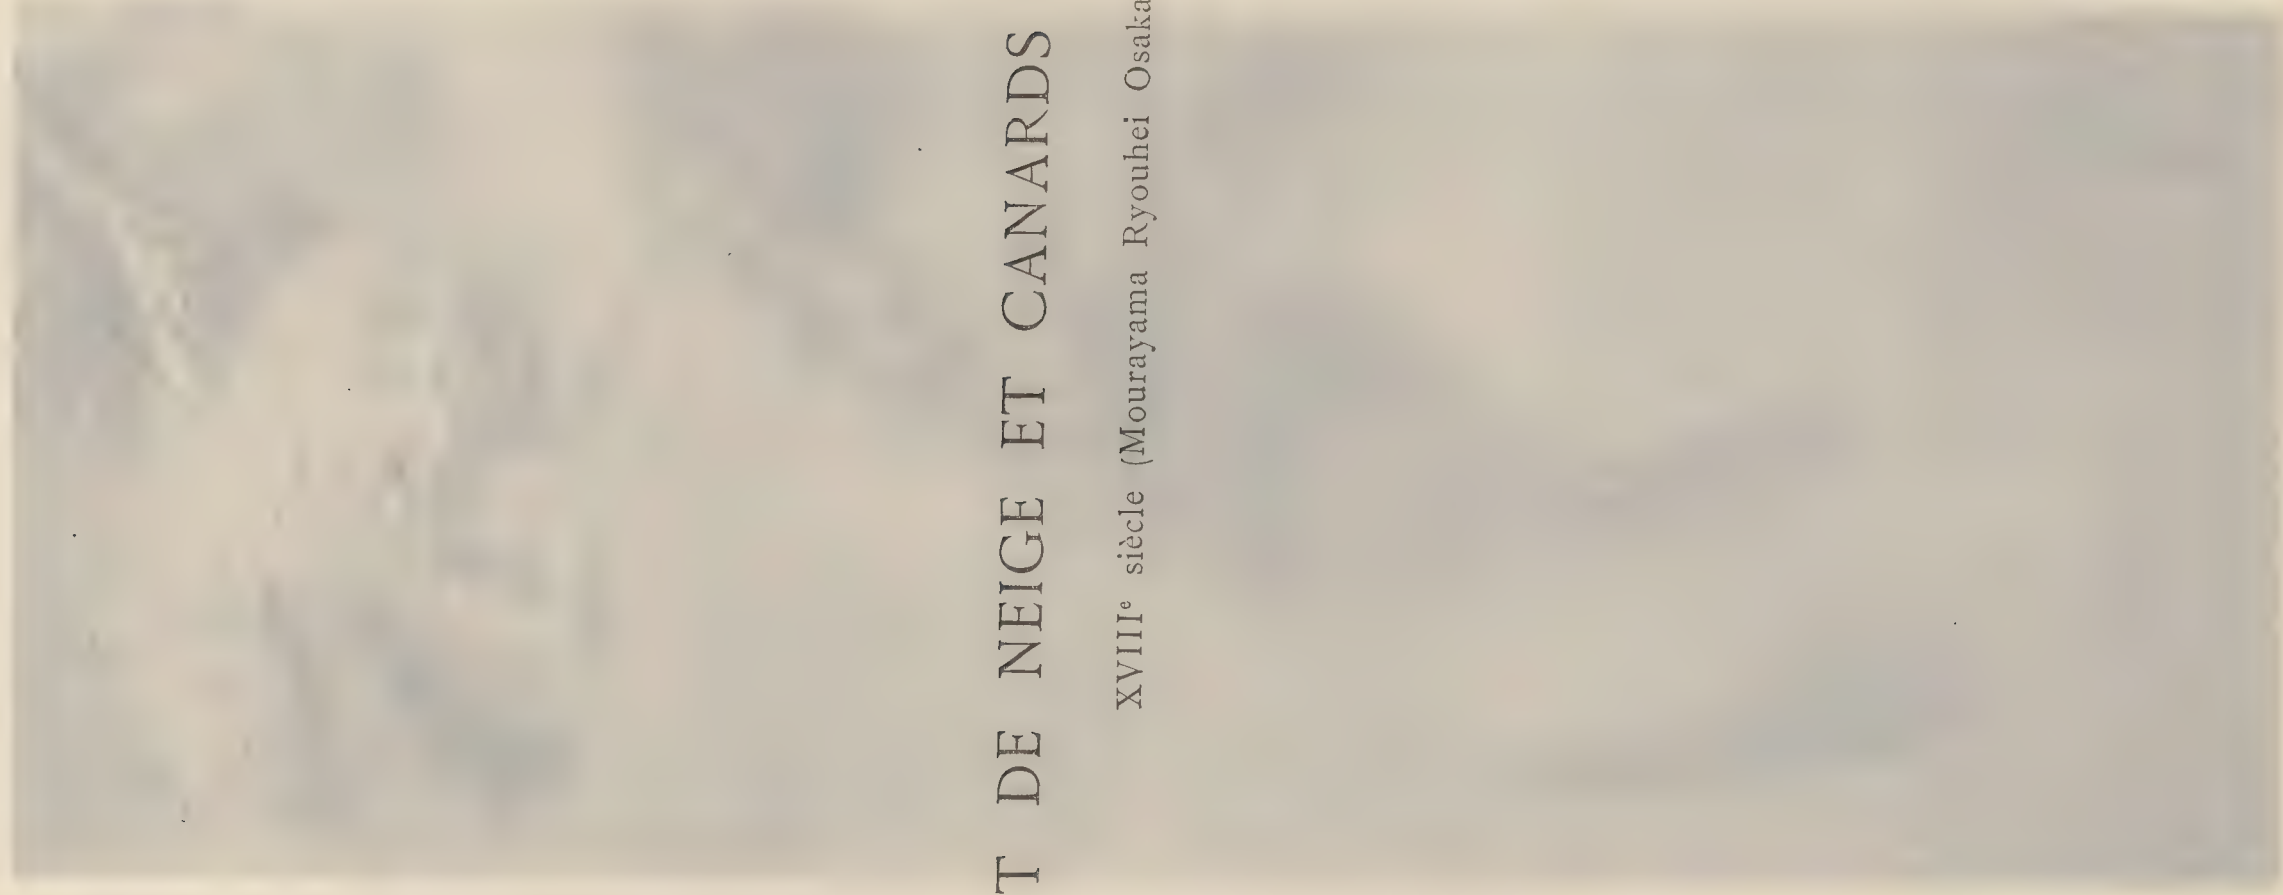 T DE NEIGE ET CANARDS
XVIIIᵉ siècle (Mourayama Ryouhei Osaka